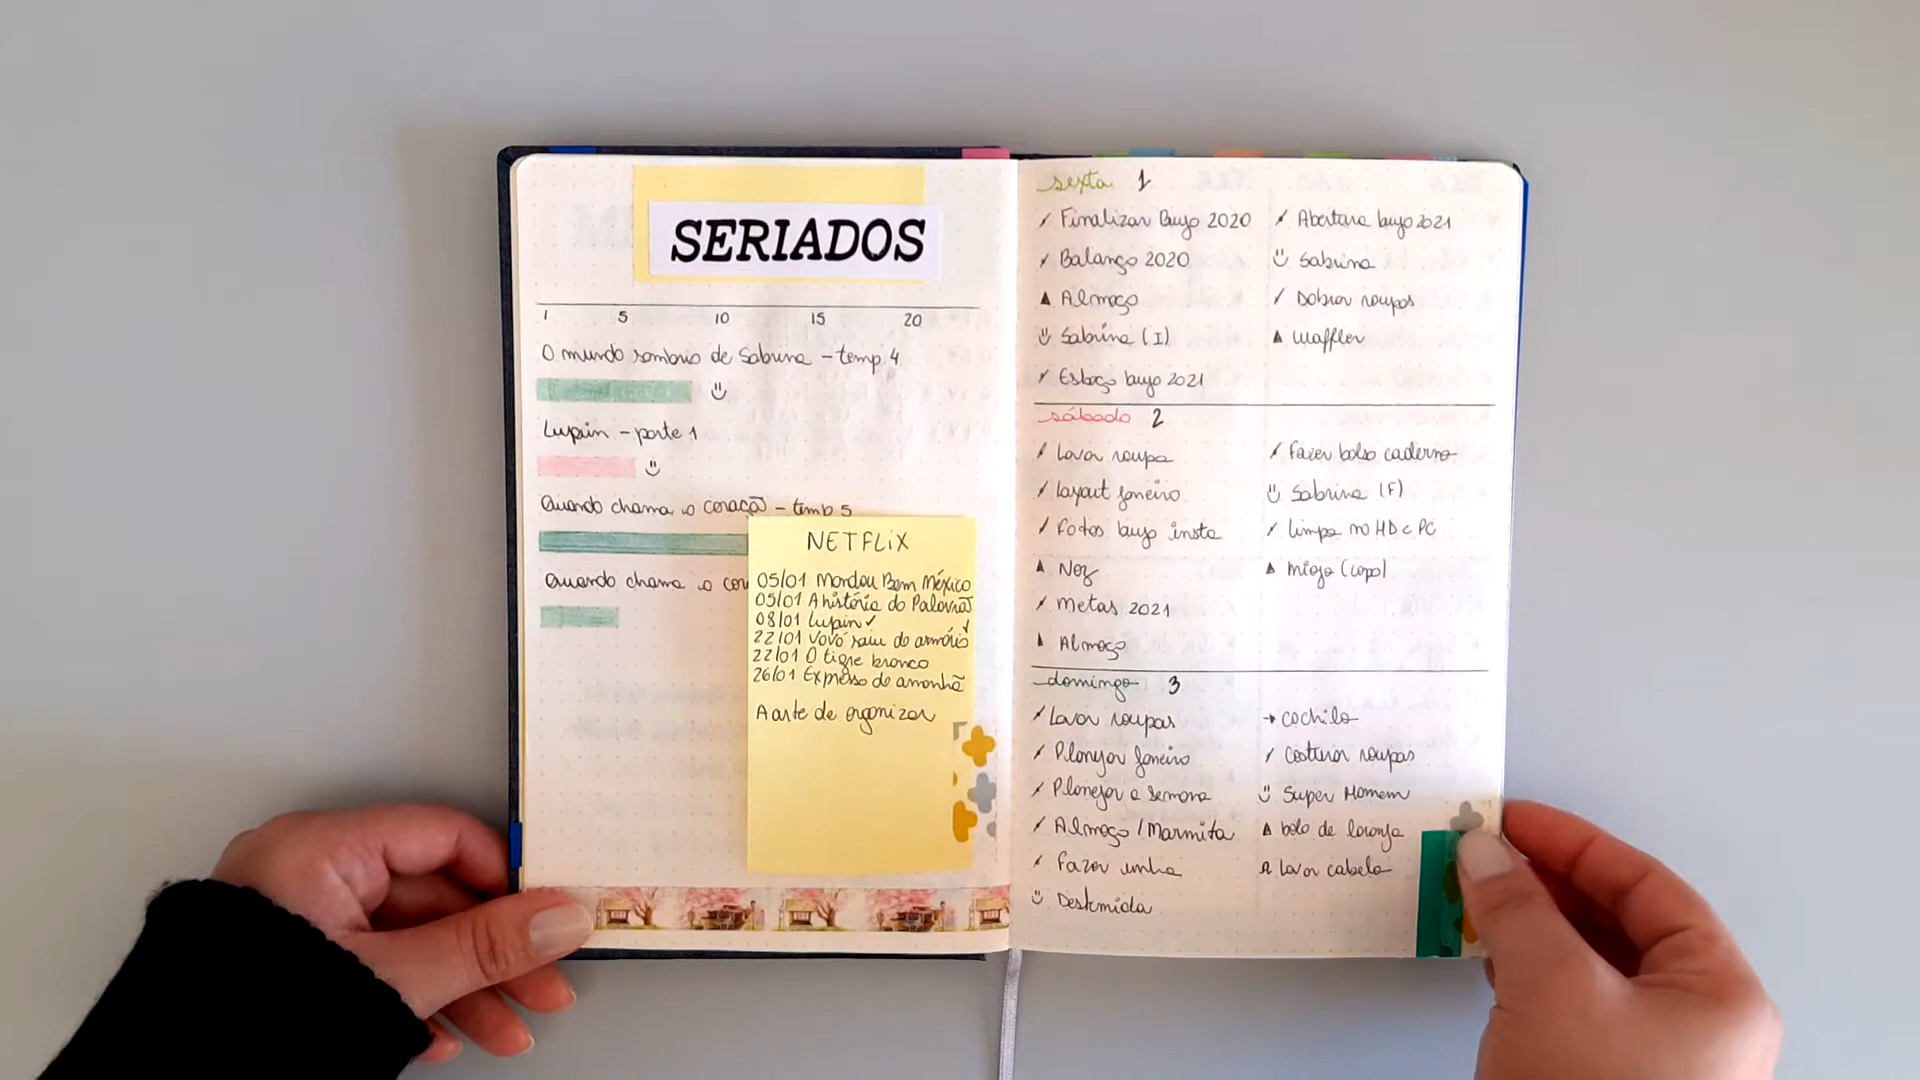 SERIADOS
1 5 10 15 20
O mundo sombrio de Sabrina - temp. 4
Lupin - parte 1
Quando chama o coração - temp 5
Quando chama o cor
NETFLIX
05/01 Mandou Bem México
05/01 A história do Palavrão
08/01 Lupin ✓
22/01 Vovó saiu do armário
22/01 O tigre branco
26/01 Expresso do amanhã
A arte de organizar
sexta 1
Finalizar Bujo 2020
Balanço 2020
Almoço
Sabrina (I)
Esboço bujo 2021
Abertura bujo 2021
Sabrina
Dobrar roupas
Waffler
sábado 2
Lavar roupa
Layout Janeiro
Fotos bujo insta
Noz
Metas 2021
Almoço
Fazer bolso caderno
Sabrina (F)
Limpa no HD e PC
Miojo (copo)
domingo 3
Lavar roupas
Planejar Janeiro
Planejar a semana
Almoço / Marmita
Fazer unha
Desftmida
cochilo
Costurar roupas
Super Homem
bolo de laranja
lavar cabelo